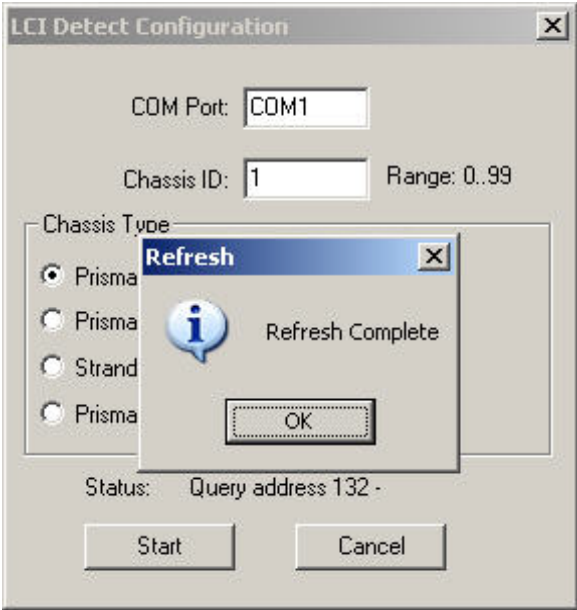 LCI Detect Configuration
COM Port: COM1
Chassis ID: 1 Range: 0..99
Chassis Type
Refresh
Prisma
Prisma
Strand
Prisma
Refresh Complete
OK
Status: Query address 132 -
Start Cancel